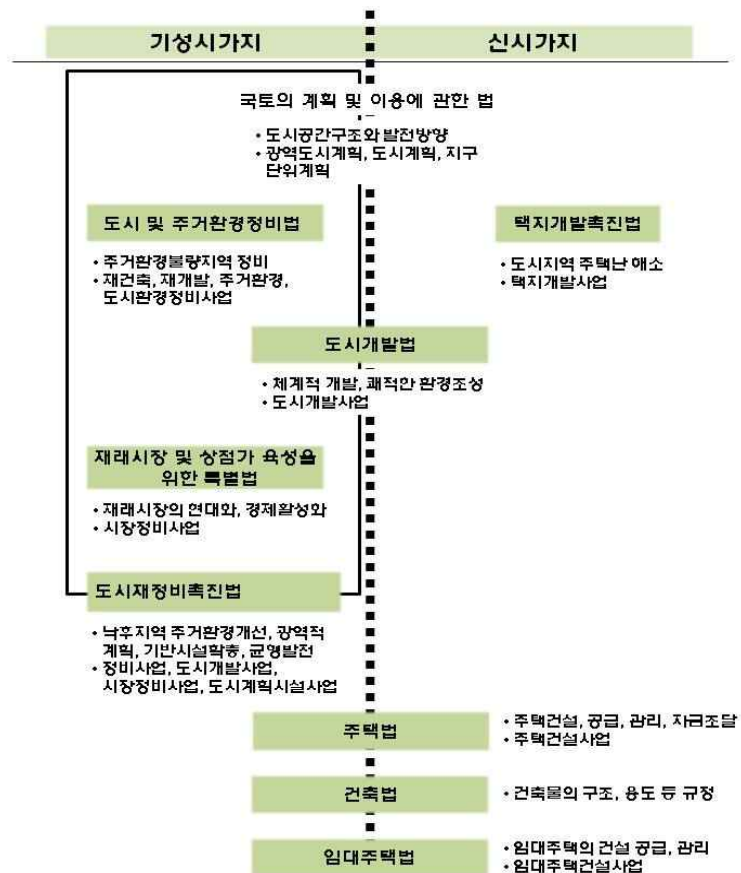 기성시가지
신시가지
국토의 계획 및 이용에 관한 법
• 도시공간구조와 발전방향
• 광역도시계획, 도시계획, 지구
단위계획
도시 및 주거환경정비법
• 주거환경불량지역 정비
• 재건축, 재개발, 주거환경,
도시환경정비사업
택지개발촉진법
• 도시지역 주택난 해소
• 택지개발사업
도시개발법
• 체계적 개발, 쾌적한 환경조성
• 도시개발사업
재래시장 및 상점가 육성을
위한 특별법
• 재래시장의 현대화, 경제활성화
• 시장정비사업
도시재정비촉진법
• 낙후지역 주거환경개선, 광역적
계획, 기반시설확충, 균형발전
• 정비사업, 도시개발사업,
시장정비사업, 도시계획시설사업
주택법
• 주택건설, 공급, 관리, 자금조달
• 주택건설사업
건축법
• 건축물의 구조, 용도 등 규정
임대주택법
• 임대주택의 건설 공급, 관리
• 임대주택건설사업